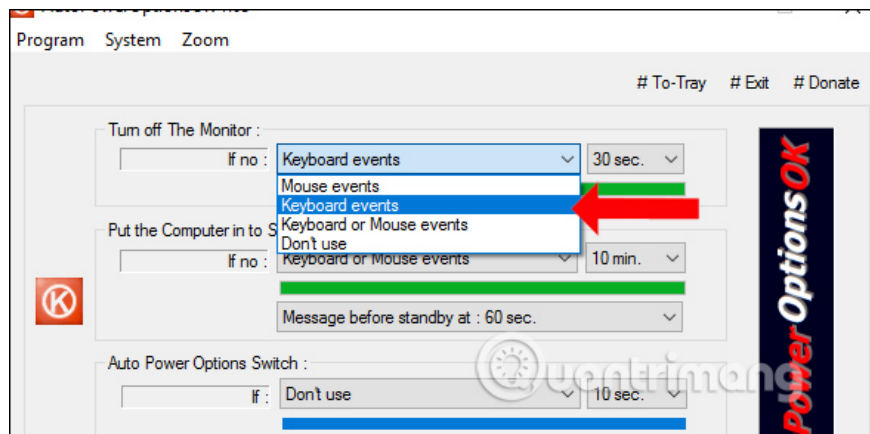 Program System Zoom
# To-Tray # Exit # Donate
Turn off The Monitor :
If no : Keyboard events 30 sec.
Mouse events
Keyboard events
Keyboard or Mouse events
Don't use
Put the Computer in to S
If no : Keyboard or Mouse events 10 min.
Message before standby at : 60 sec.
Auto Power Options Switch :
If : Don't use 10 sec.
PowerOptionsOK
K
Quantrimang